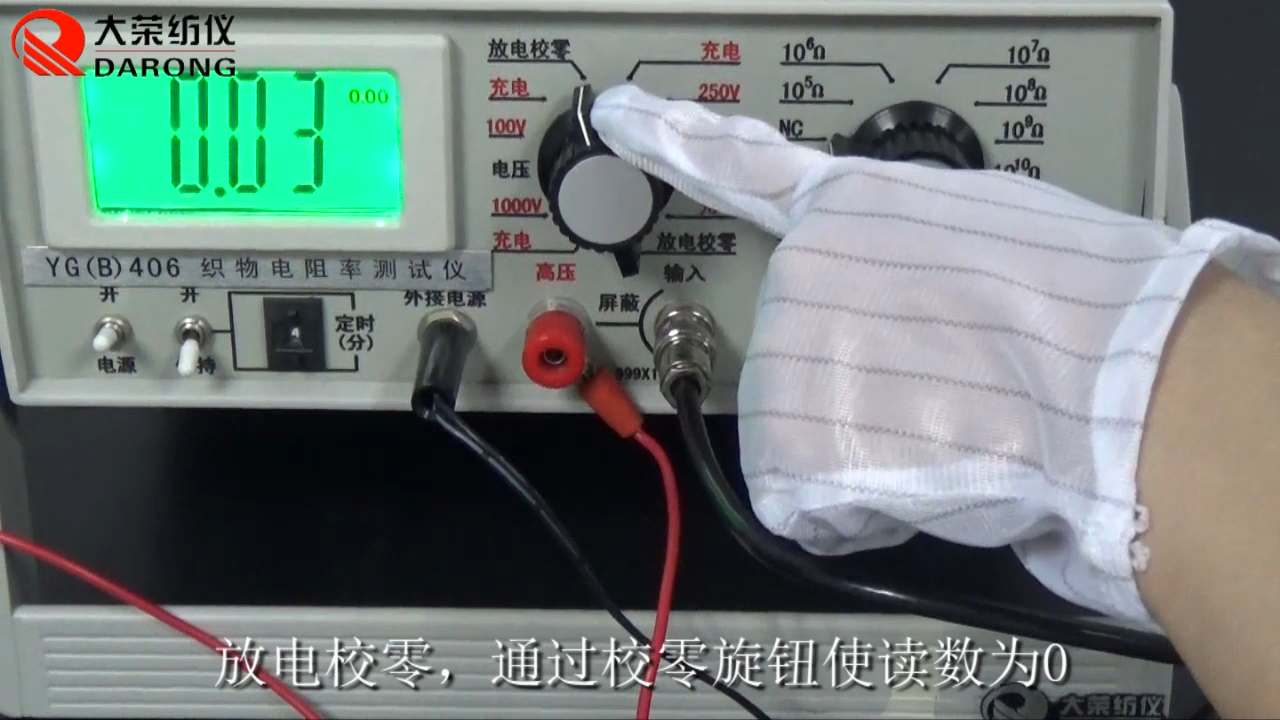 大荣纺仪
DARONG
0.03
0.00
放电校零
充电
100V
电压
1000V
充电
充电
250V
放电校零
10⁶Ω
10⁵Ω
NC
10⁷Ω
10⁸Ω
10⁹Ω
10¹⁰Ω
YG(B)406 织物电阻率测试仪
开
开
电源
持
定时
(分)
外接电源
高压
屏蔽
输入
999X1
放电校零，通过校零旋钮使读数为0
大荣纺仪